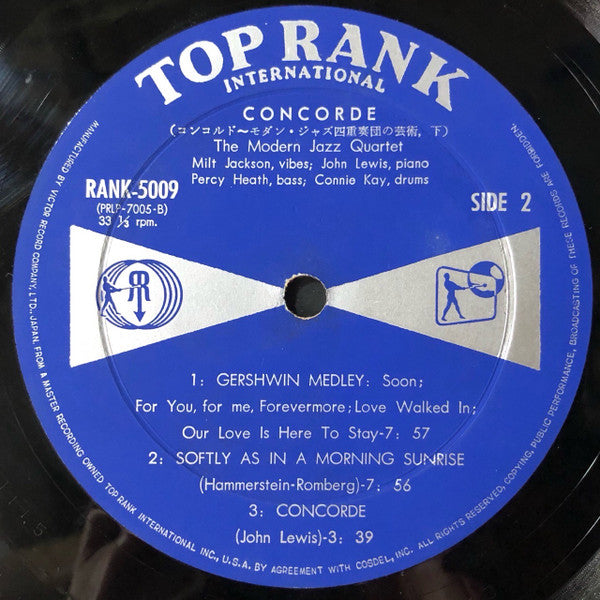 TOP RANK
INTERNATIONAL
CONCORDE
(コンコルド〜モダン・ジャズ四重奏団の芸術, 下)
The Modern Jazz Quartet
Milt Jackson, vibes; John Lewis, piano
Percy Heath, bass; Connie Kay, drums
RANK-5009
(PRLP-7005-B)
33 ⅓ rpm.
SIDE 2
1: GERSHWIN MEDLEY: Soon;
For You, for me, Forevermore; Love Walked In;
Our Love Is Here To Stay-7: 57
2: SOFTLY AS IN A MORNING SUNRISE
(Hammerstein-Romberg)-7: 56
3: CONCORDE
(John Lewis)-3: 39
MANUFACTURED BY VICTOR RECORD COMPANY, LTD., JAPAN. FROM A MASTER RECORDING OWNED TOP RANK INTERNATIONAL INC., U.S.A. BY AGREEMENT WITH COSDEL, INC. ALL RIGHTS RESERVED, COPYING, PUBLIC PERFORMANCE, BROADCASTING OF THESE RECORDS ARE FORBIDDEN.